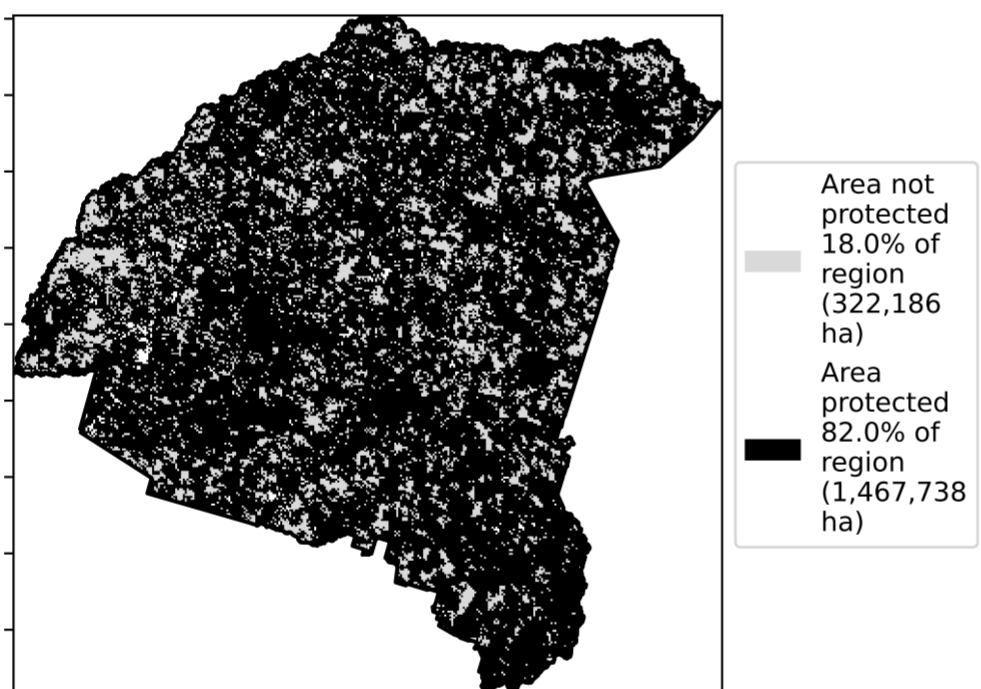 Area not
protected
18.0% of
region
(322,186
ha)
Area
protected
82.0% of
region
(1,467,738
ha)